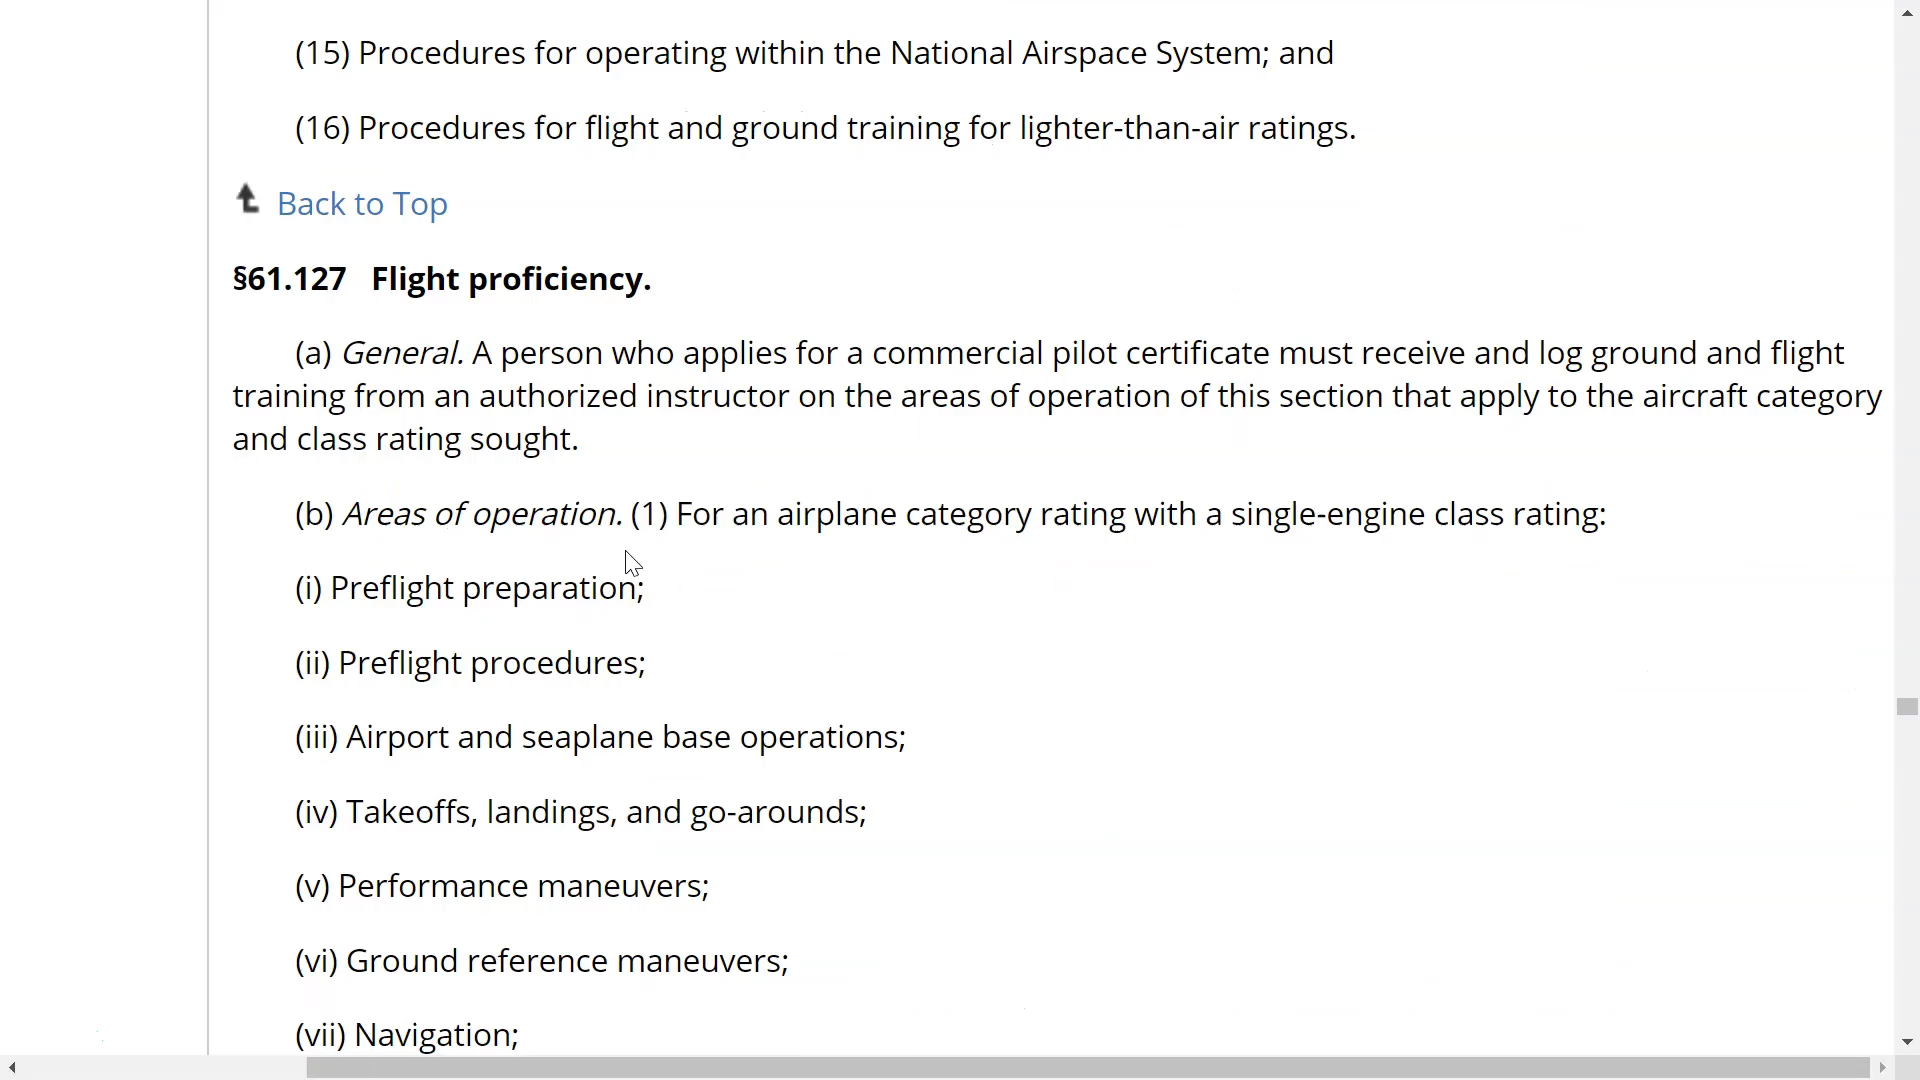 (15) Procedures for operating within the National Airspace System; and
(16) Procedures for flight and ground training for lighter-than-air ratings.
Back to Top
§61.127 Flight proficiency.
(a) General. A person who applies for a commercial pilot certificate must receive and log ground and flight
training from an authorized instructor on the areas of operation of this section that apply to the aircraft category
and class rating sought.
(b) Areas of operation. (1) For an airplane category rating with a single-engine class rating:
(i) Preflight preparation;
(ii) Preflight procedures;
(iii) Airport and seaplane base operations;
(iv) Takeoffs, landings, and go-arounds;
(v) Performance maneuvers;
(vi) Ground reference maneuvers;
(vii) Navigation;